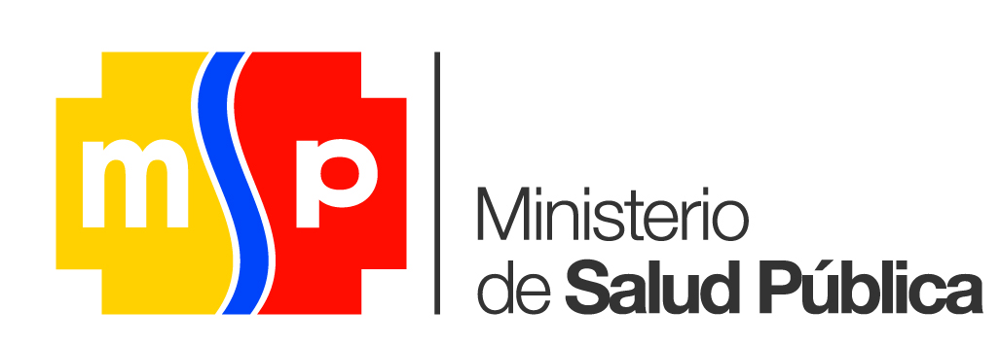 msp
Ministerio
de Salud Pública